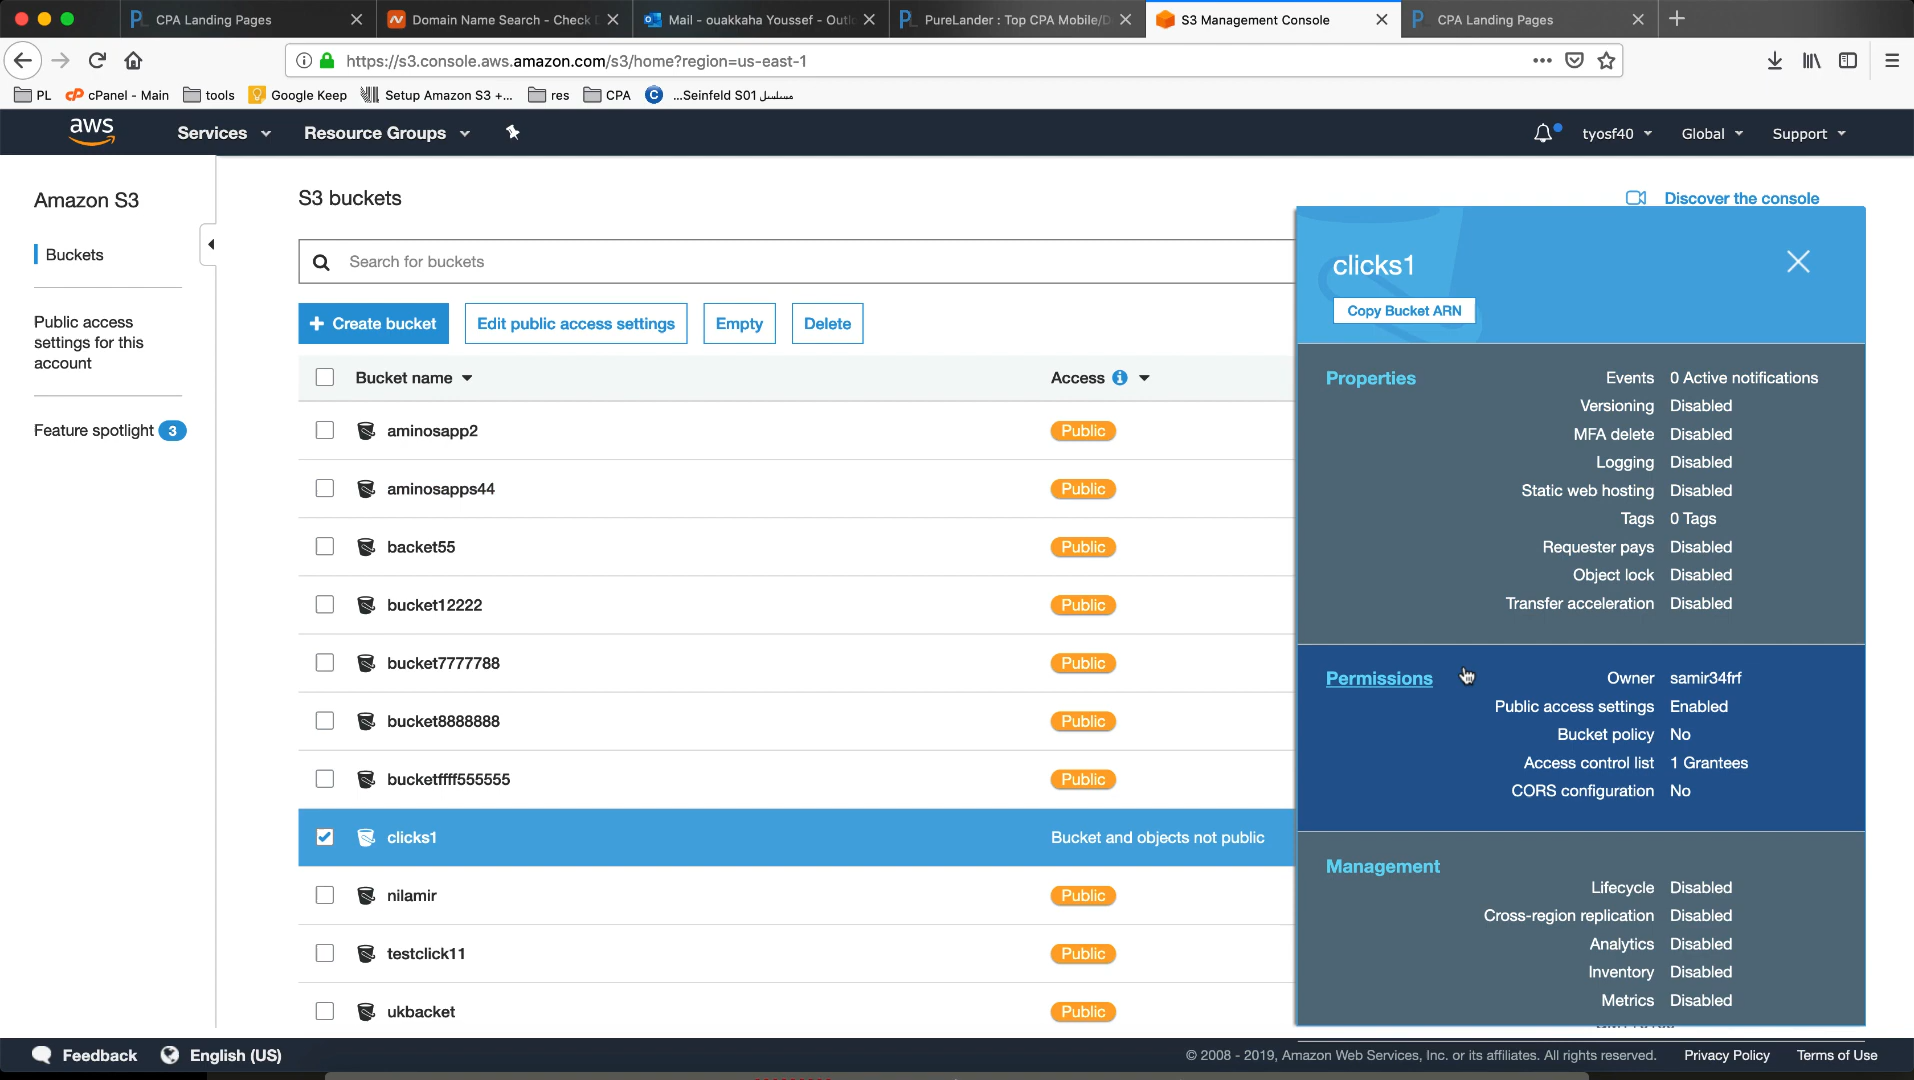 CPA Landing Pages
Domain Name Search - Check
Mail - ouakkaha Youssef - Outl
PureLander : Top CPA Mobile/D
S3 Management Console
CPA Landing Pages
https://s3.console.aws.amazon.com/s3/home?region=us-east-1
PL
cPanel - Main
tools
Google Keep
Setup Amazon S3 +...
res
CPA
...Seinfeld S01 مسلسل
aws
Services
Resource Groups
tyosf40
Global
Support
Amazon S3
Buckets
Public access
settings for this
account
Feature spotlight 3
S3 buckets
Discover the console
Search for buckets
Create bucket
Edit public access settings
Empty
Delete
Bucket name
Access
aminosapp2 Public
aminosapps44 Public
backet55 Public
bucket12222 Public
bucket7777788 Public
bucket8888888 Public
bucketffff555555 Public
clicks1 Bucket and objects not public
nilamir Public
testclick11 Public
ukbacket Public
clicks1
Copy Bucket ARN
Properties
Events 0 Active notifications
Versioning Disabled
MFA delete Disabled
Logging Disabled
Static web hosting Disabled
Tags 0 Tags
Requester pays Disabled
Object lock Disabled
Transfer acceleration Disabled
Permissions
Owner samir34frf
Public access settings Enabled
Bucket policy No
Access control list 1 Grantees
CORS configuration No
Management
Lifecycle Disabled
Cross-region replication Disabled
Analytics Disabled
Inventory Disabled
Metrics Disabled
Feedback
English (US)
© 2008 - 2019, Amazon Web Services, Inc. or its affiliates. All rights reserved.
Privacy Policy
Terms of Use